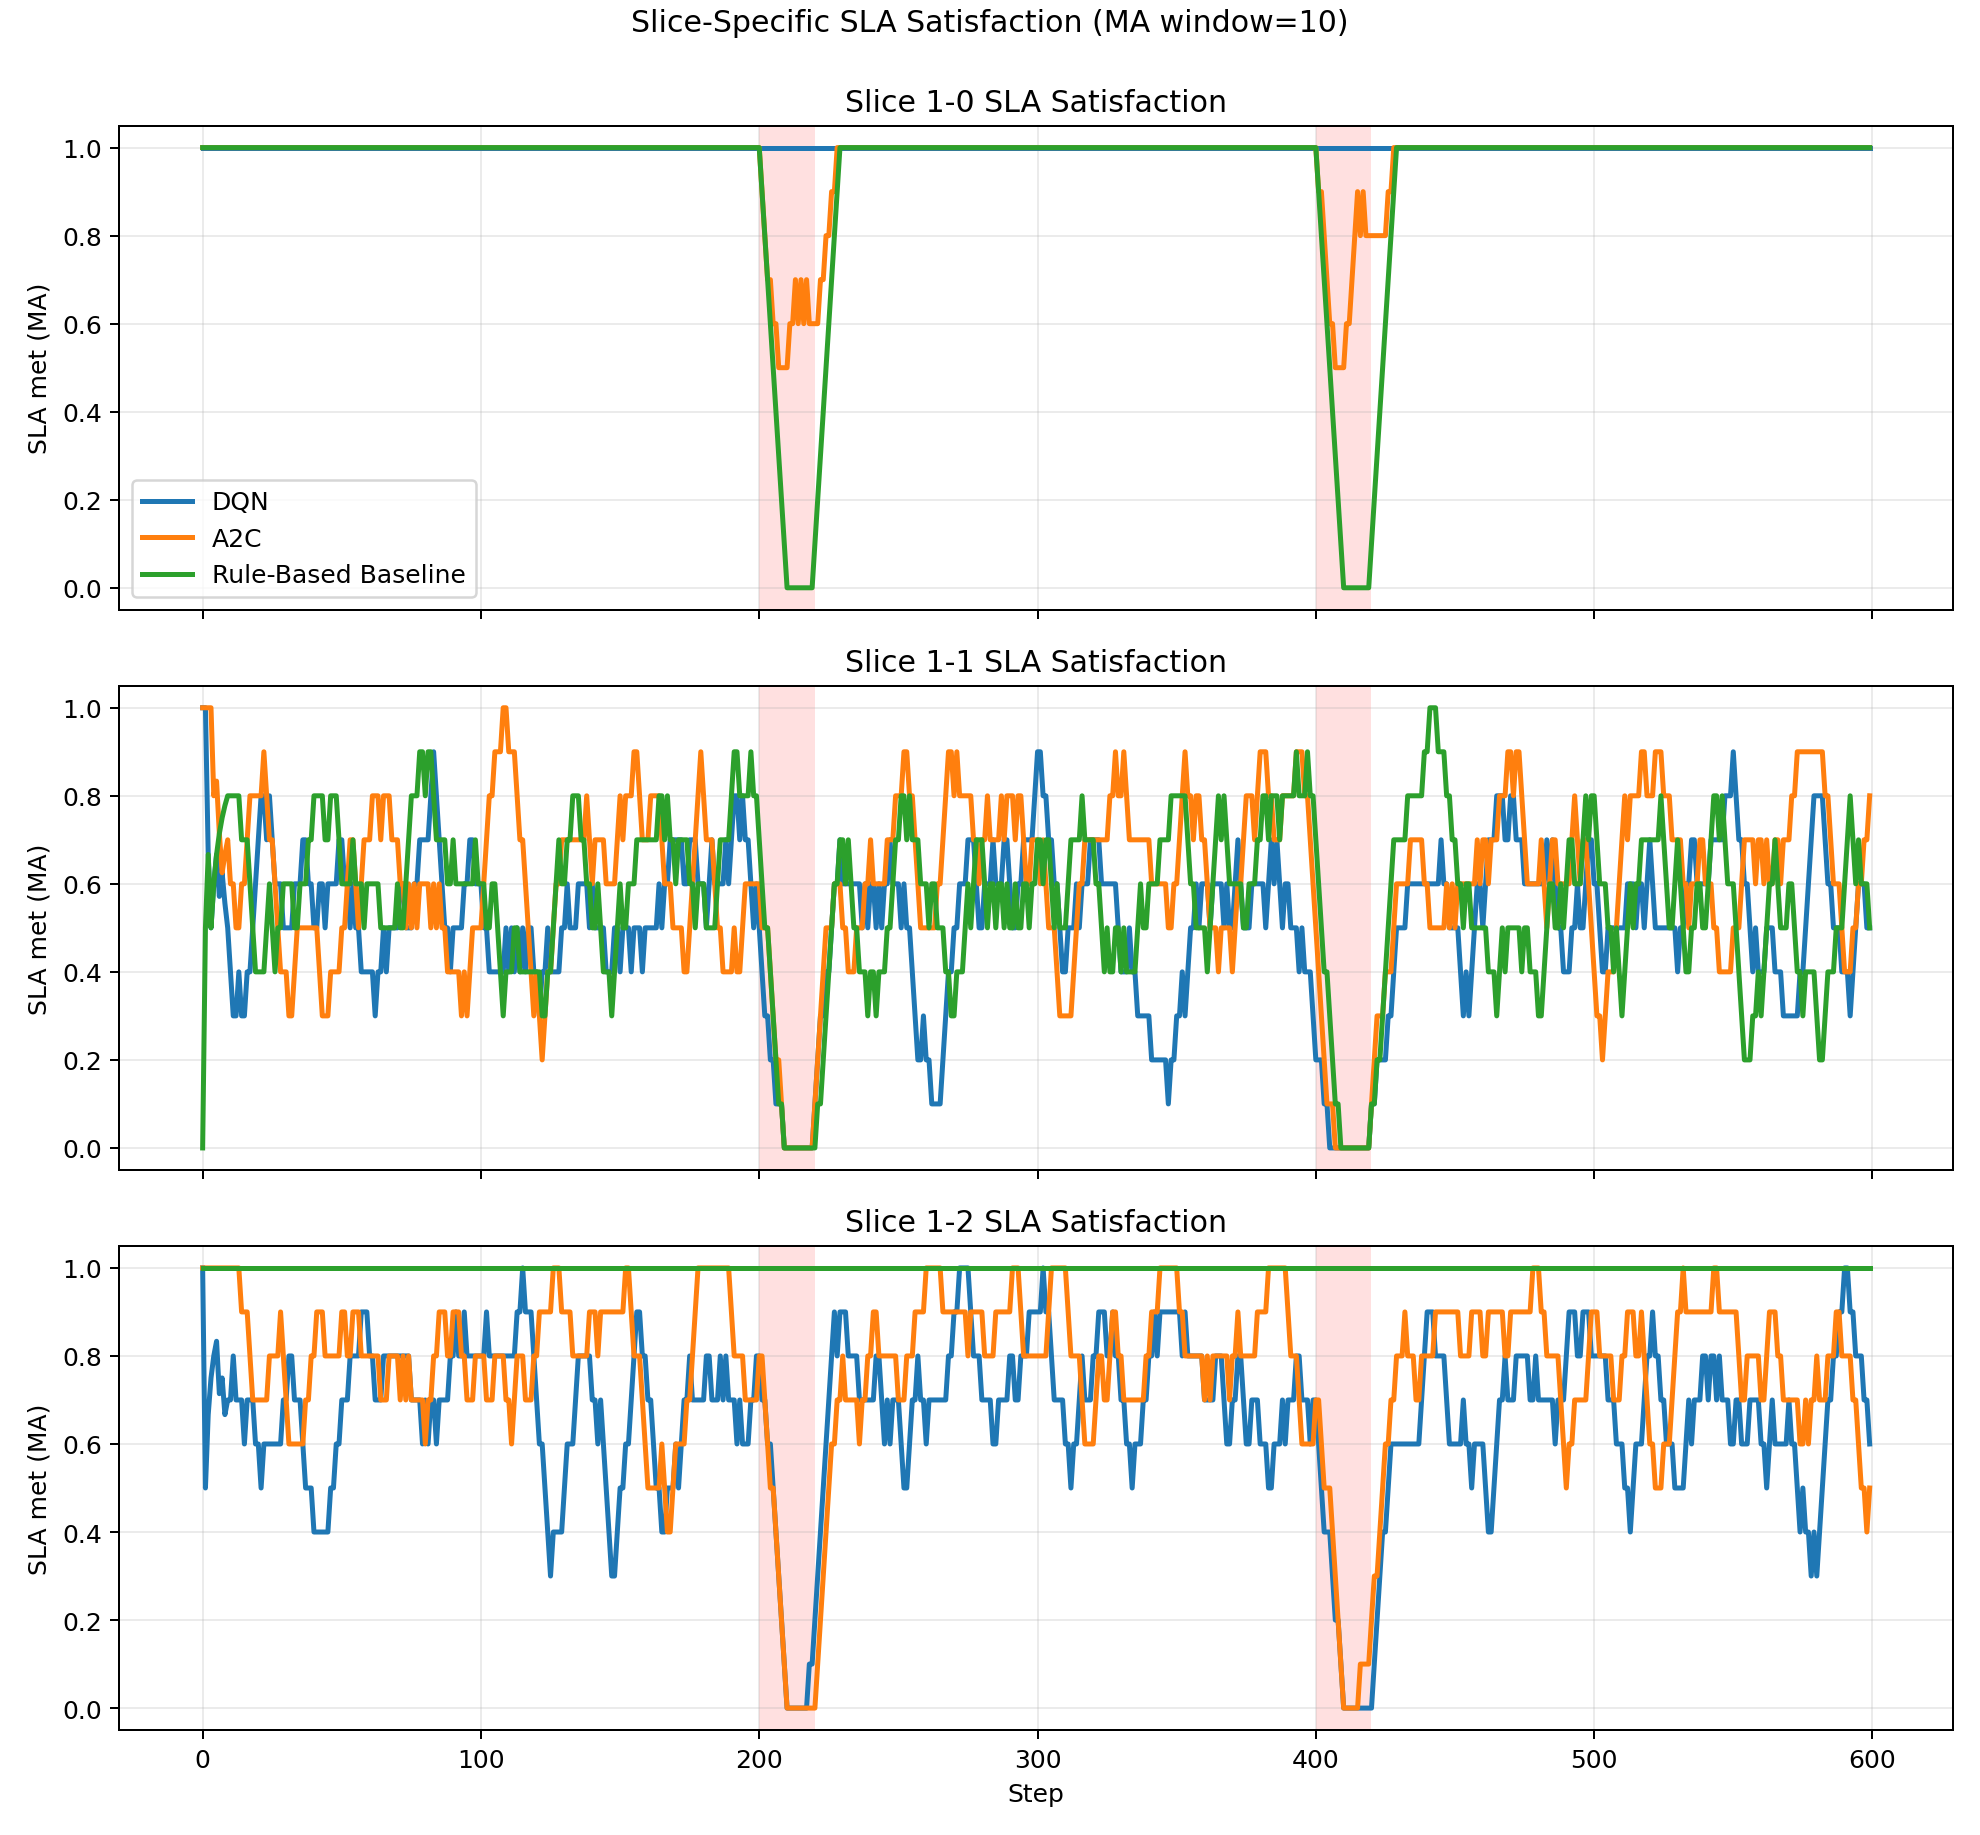 Slice-Specific SLA Satisfaction (MA window=10)
Slice 1-0 SLA Satisfaction
SLA met (MA)
1.0
0.8
0.6
0.4
0.2
0.0
DQN
A2C
Rule-Based Baseline
Slice 1-1 SLA Satisfaction
SLA met (MA)
1.0
0.8
0.6
0.4
0.2
0.0
Slice 1-2 SLA Satisfaction
SLA met (MA)
1.0
0.8
0.6
0.4
0.2
0.0
0 100 200 300 400 500 600
Step